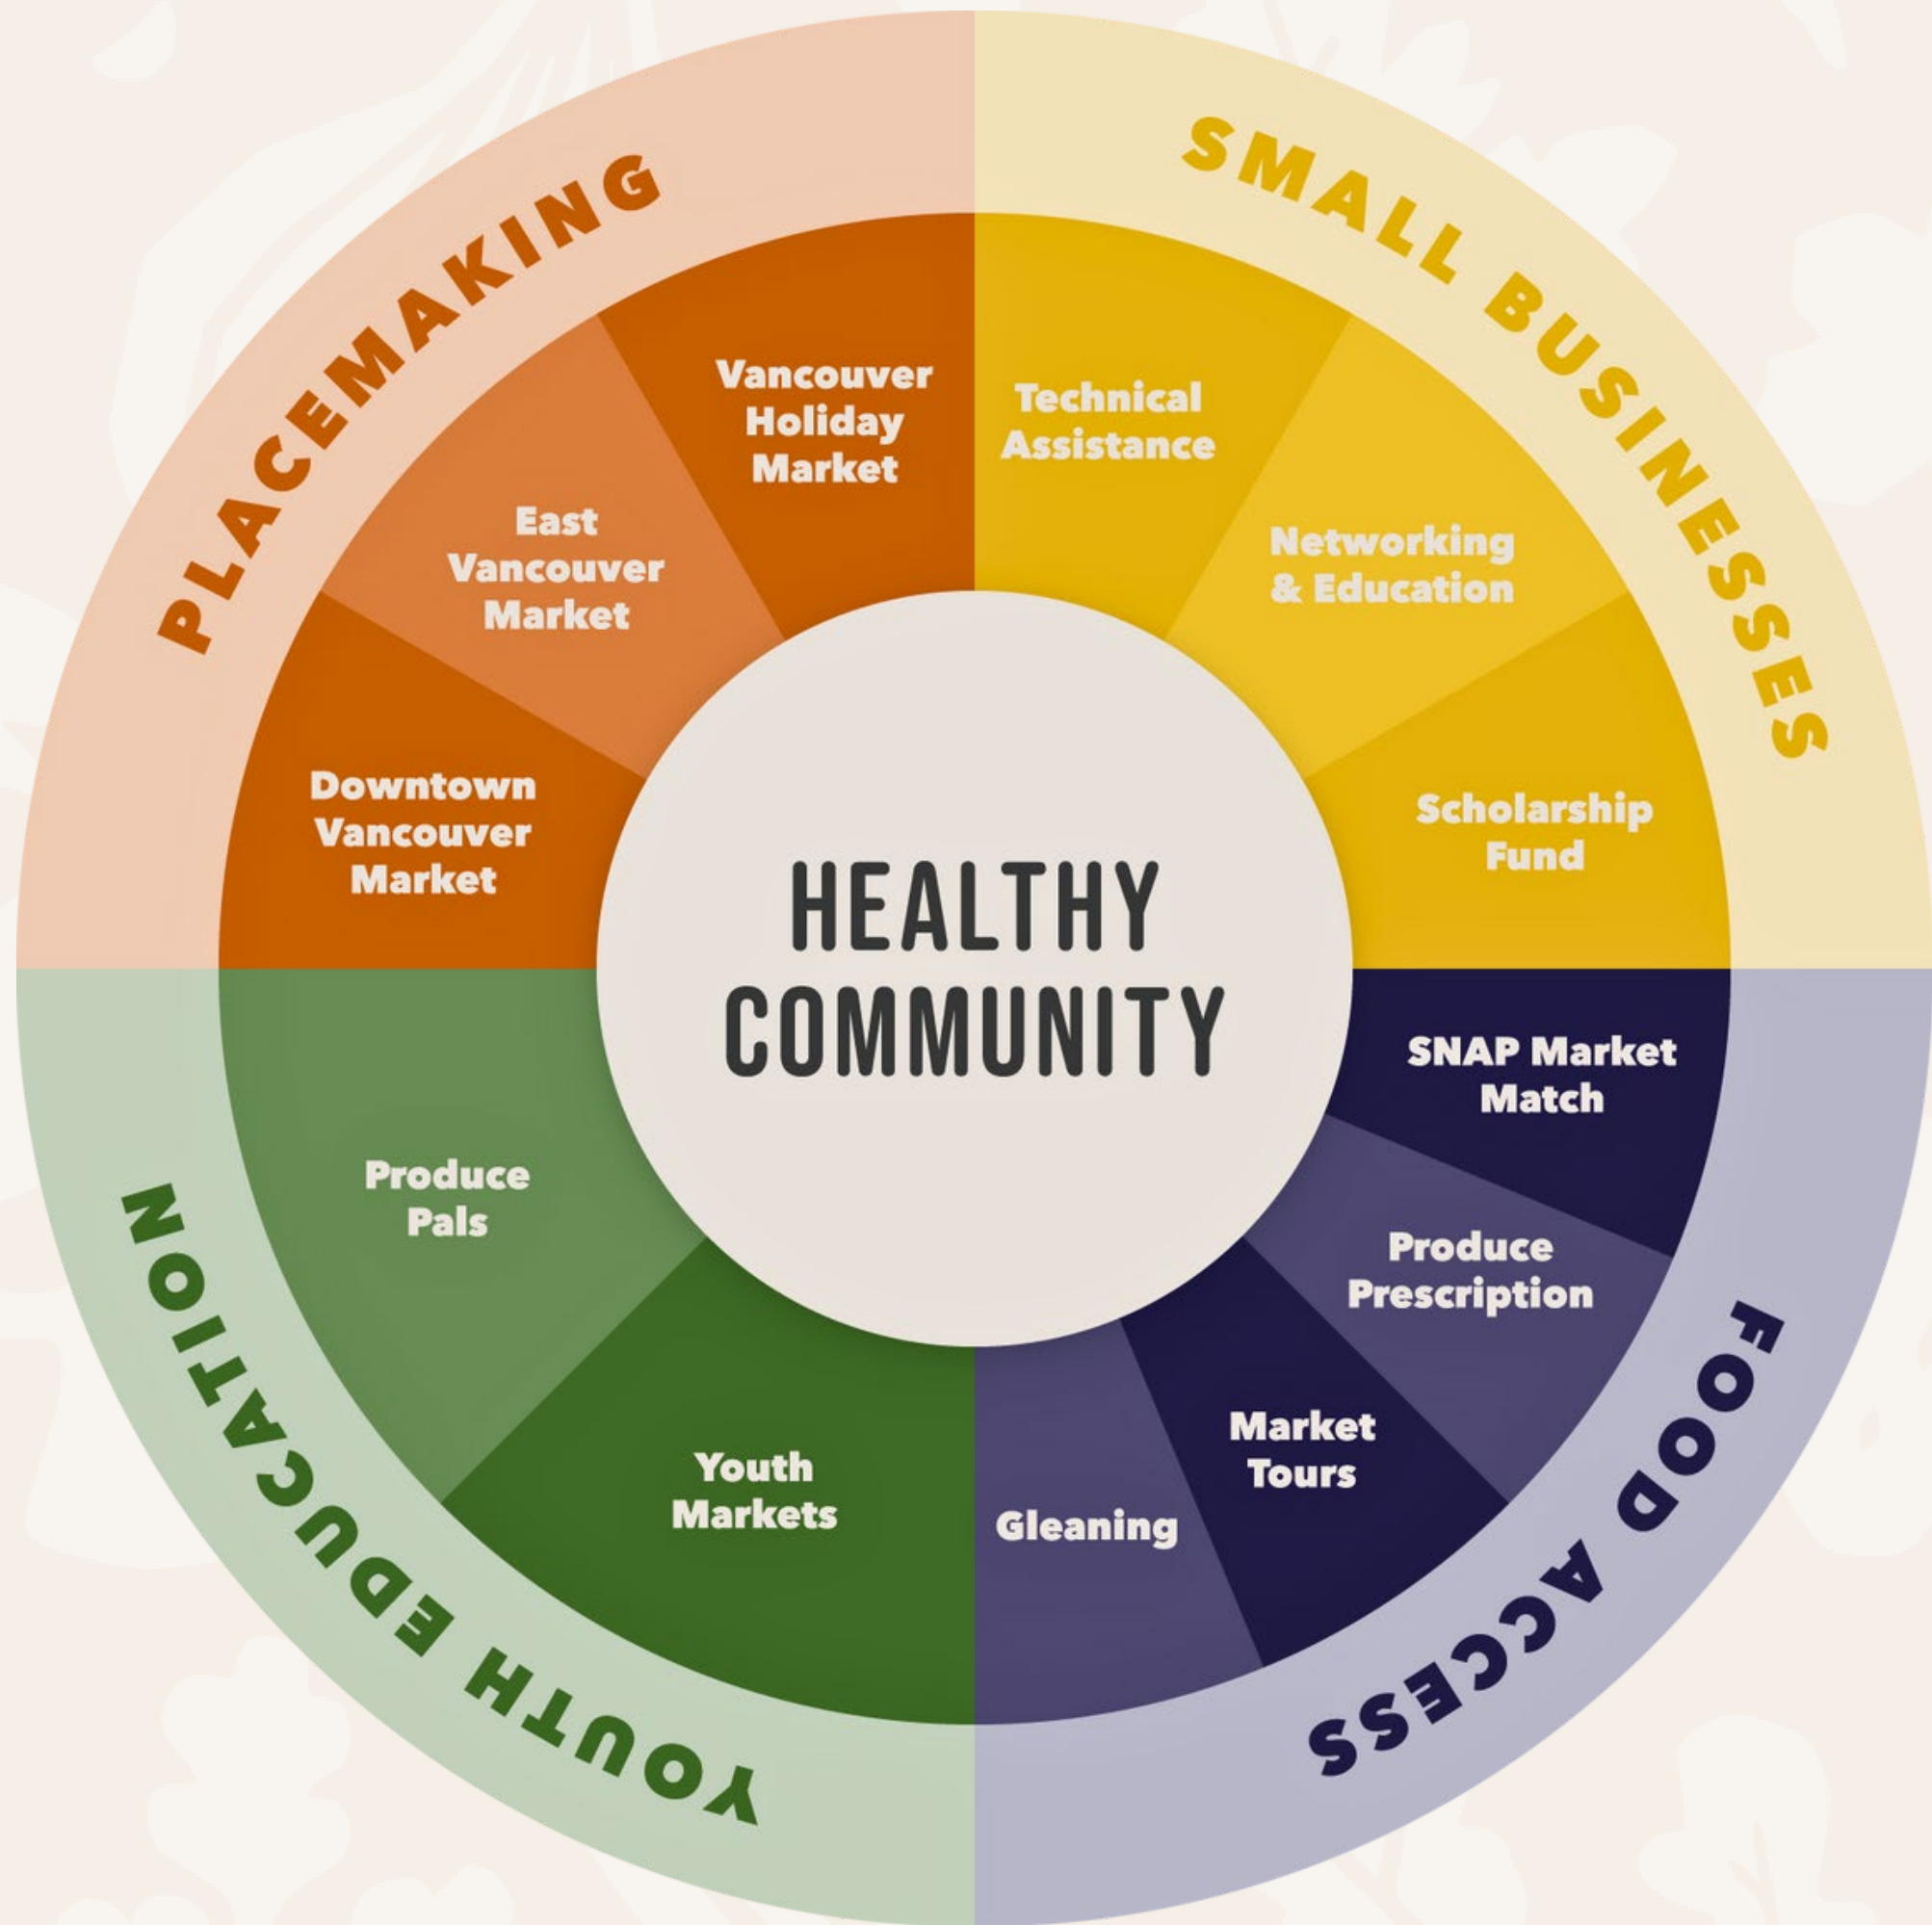 PLACEMAKING
Vancouver
Holiday
Market
East
Vancouver
Market
Downtown
Vancouver
Market
SMALL BUSINESSES
Technical
Assistance
Networking
& Education
Scholarship
Fund
HEALTHY
COMMUNITY
FOOD ACCESS
SNAP Market
Match
Produce
Prescription
Market
Tours
Gleaning
YOUTH EDUCATION
Youth
Markets
Produce
Pals